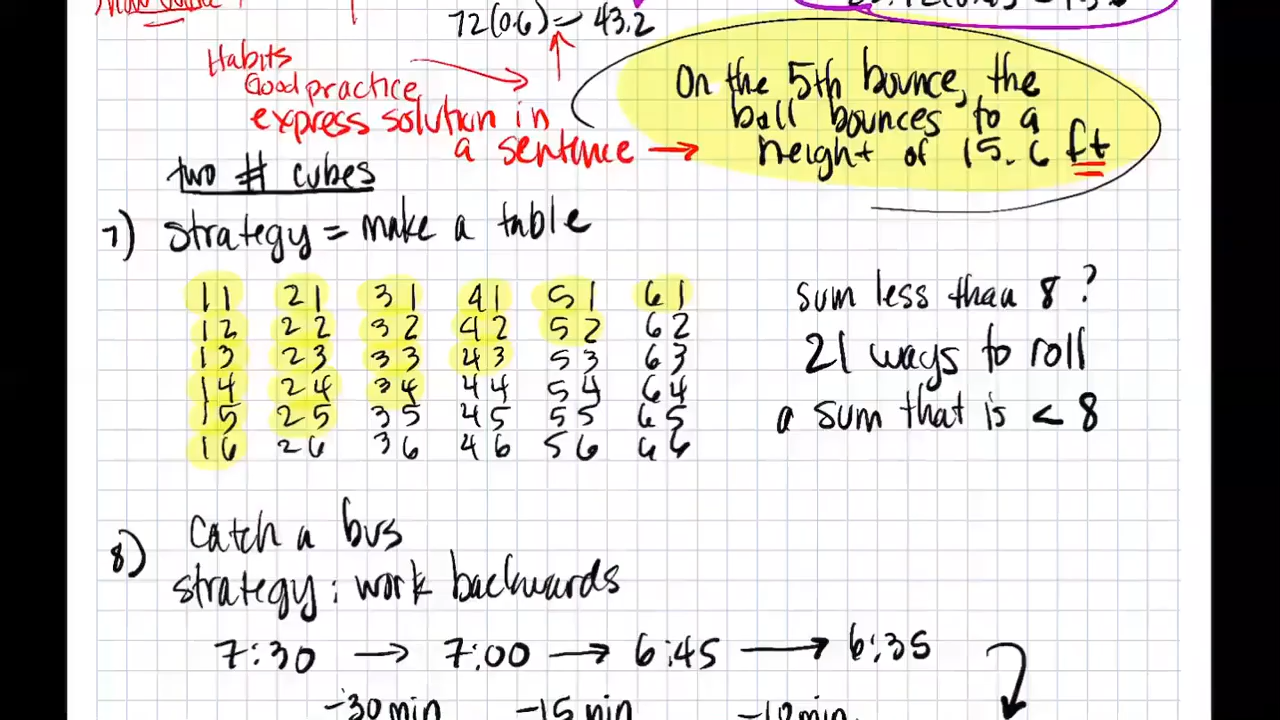 72(0.6) = 43.2
Habits
Good practice
express solution in
a sentence →
On the 5th bounce, the
ball bounces to a
height of 15.6 ft
two # cubes
7) strategy = make a table
11 21 31 41 51 61
12 22 32 42 52 62
13 23 33 43 53 63
14 24 34 44 54 64
15 25 35 45 55 65
16 26 36 46 56 66
sum less than 8?
21 ways to roll
a sum that is < 8
8) Catch a bus
strategy: work backwards
7:30 → 7:00 → 6:45 → 6:35
-30 min -15 min -10 min